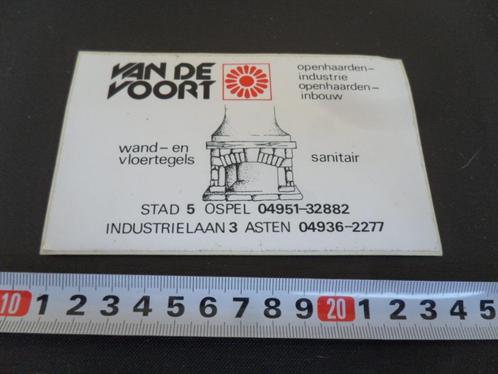 VAN DE
VOORT
openhaarden-
industrie
openhaarden-
inbouw
wand-en
vloertegels
sanitair
STAD 5 OSPEL 04951-32882
INDUSTRIELAAN 3 ASTEN 04936-2277
10 1 2 3 4 5 6 7 8 9 20 1 2 3 4 5